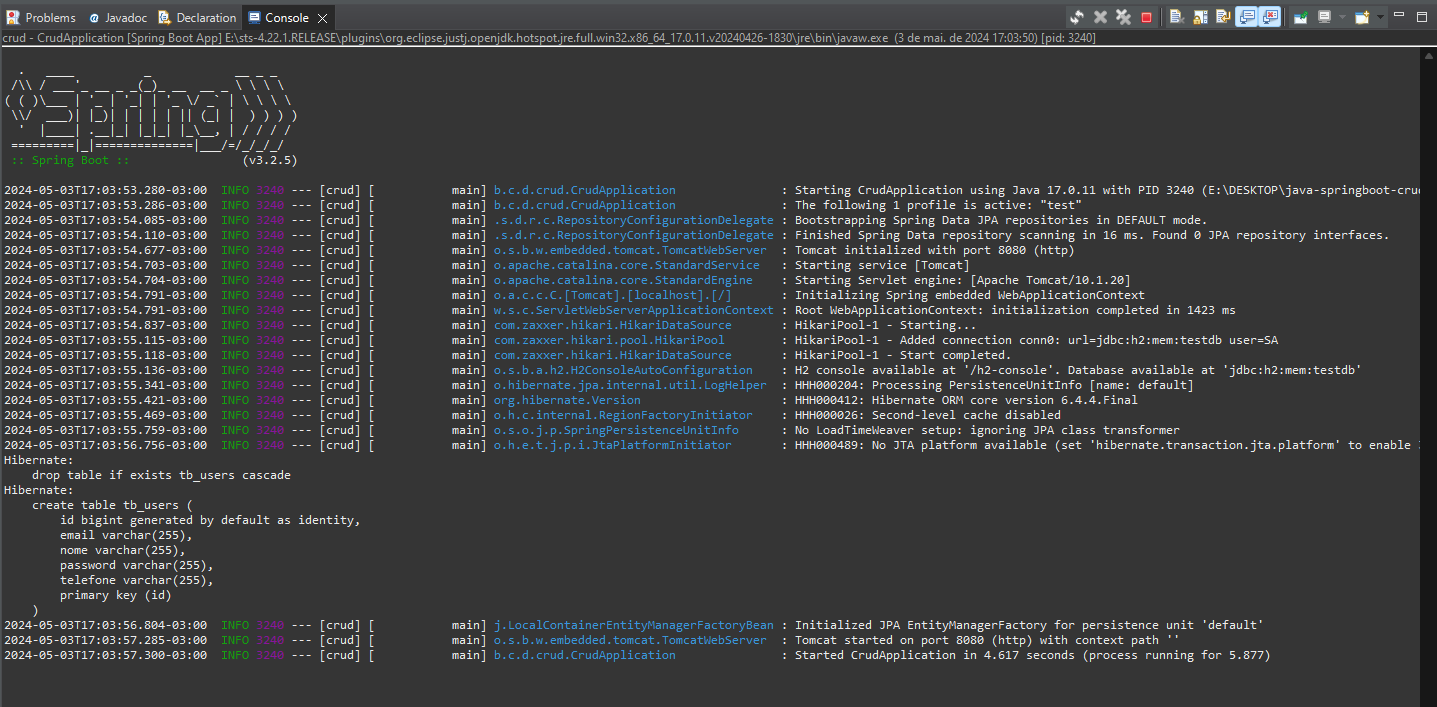 Problems Javadoc Declaration Console
crud - CrudApplication [Spring Boot App] E:\sts-4.22.1.RELEASE\plugins\org.eclipse.justj.openjdk.hotspot.jre.full.win32.x86_64_17.0.11.v20240426-1830\jre\bin\javaw.exe (3 de mai. de 2024 17:03:50) [pid: 3240]
:: Spring Boot :: (v3.2.5)
2024-05-03T17:03:53.280-03:00 INFO 3240 --- [crud] [ main] b.c.d.crud.CrudApplication : Starting CrudApplication using Java 17.0.11 with PID 3240 (E:\DESKTOP\java-springboot-crud
2024-05-03T17:03:53.286-03:00 INFO 3240 --- [crud] [ main] b.c.d.crud.CrudApplication : The following 1 profile is active: "test"
2024-05-03T17:03:54.085-03:00 INFO 3240 --- [crud] [ main] .s.d.r.c.RepositoryConfigurationDelegate : Bootstrapping Spring Data JPA repositories in DEFAULT mode.
2024-05-03T17:03:54.110-03:00 INFO 3240 --- [crud] [ main] .s.d.r.c.RepositoryConfigurationDelegate : Finished Spring Data repository scanning in 16 ms. Found 0 JPA repository interfaces.
2024-05-03T17:03:54.677-03:00 INFO 3240 --- [crud] [ main] o.s.b.w.embedded.tomcat.TomcatWebServer : Tomcat initialized with port 8080 (http)
2024-05-03T17:03:54.703-03:00 INFO 3240 --- [crud] [ main] o.apache.catalina.core.StandardService : Starting service [Tomcat]
2024-05-03T17:03:54.704-03:00 INFO 3240 --- [crud] [ main] o.apache.catalina.core.StandardEngine : Starting Servlet engine: [Apache Tomcat/10.1.20]
2024-05-03T17:03:54.791-03:00 INFO 3240 --- [crud] [ main] o.a.c.c.C.[Tomcat].[localhost].[/] : Initializing Spring embedded WebApplicationContext
2024-05-03T17:03:54.791-03:00 INFO 3240 --- [crud] [ main] w.s.c.ServletWebServerApplicationContext : Root WebApplicationContext: initialization completed in 1423 ms
2024-05-03T17:03:54.837-03:00 INFO 3240 --- [crud] [ main] com.zaxxer.hikari.HikariDataSource : HikariPool-1 - Starting...
2024-05-03T17:03:55.115-03:00 INFO 3240 --- [crud] [ main] com.zaxxer.hikari.pool.HikariPool : HikariPool-1 - Added connection conn0: url=jdbc:h2:mem:testdb user=SA
2024-05-03T17:03:55.118-03:00 INFO 3240 --- [crud] [ main] com.zaxxer.hikari.HikariDataSource : HikariPool-1 - Start completed.
2024-05-03T17:03:55.136-03:00 INFO 3240 --- [crud] [ main] o.s.b.a.h2.H2ConsoleAutoConfiguration : H2 console available at '/h2-console'. Database available at 'jdbc:h2:mem:testdb'
2024-05-03T17:03:55.341-03:00 INFO 3240 --- [crud] [ main] o.hibernate.jpa.internal.util.LogHelper : HHH000204: Processing PersistenceUnitInfo [name: default]
2024-05-03T17:03:55.421-03:00 INFO 3240 --- [crud] [ main] org.hibernate.Version : HHH000412: Hibernate ORM core version 6.4.4.Final
2024-05-03T17:03:55.469-03:00 INFO 3240 --- [crud] [ main] o.h.c.internal.RegionFactoryInitiator : HHH000026: Second-level cache disabled
2024-05-03T17:03:55.759-03:00 INFO 3240 --- [crud] [ main] o.s.o.j.p.SpringPersistenceUnitInfo : No LoadTimeWeaver setup: ignoring JPA class transformer
2024-05-03T17:03:56.756-03:00 INFO 3240 --- [crud] [ main] o.h.e.t.j.p.i.JtaPlatformInitiator : HHH000489: No JTA platform available (set 'hibernate.transaction.jta.platform' to enable
Hibernate:
    drop table if exists tb_users cascade
Hibernate:
    create table tb_users (
        id bigint generated by default as identity,
        email varchar(255),
        nome varchar(255),
        password varchar(255),
        telefone varchar(255),
        primary key (id)
    )
2024-05-03T17:03:56.804-03:00 INFO 3240 --- [crud] [ main] j.LocalContainerEntityManagerFactoryBean : Initialized JPA EntityManagerFactory for persistence unit 'default'
2024-05-03T17:03:57.285-03:00 INFO 3240 --- [crud] [ main] o.s.b.w.embedded.tomcat.TomcatWebServer : Tomcat started on port 8080 (http) with context path ''
2024-05-03T17:03:57.300-03:00 INFO 3240 --- [crud] [ main] b.c.d.crud.CrudApplication : Started CrudApplication in 4.617 seconds (process running for 5.877)